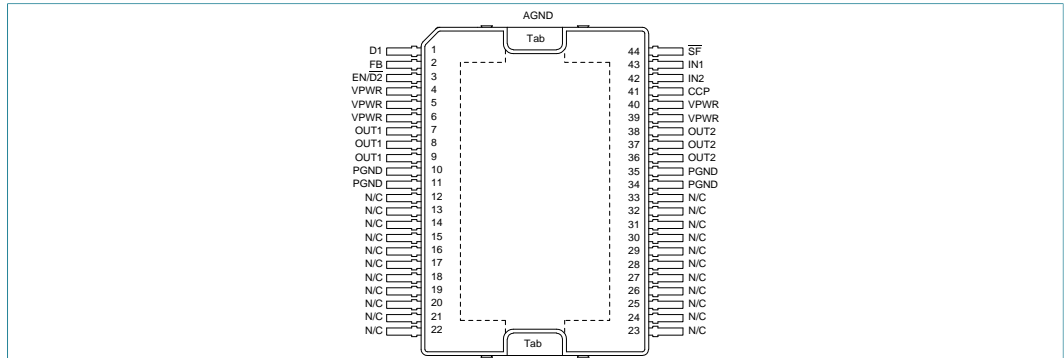 AGND
Tab
D1 1 44 S̅F̅
FB 2 43 IN1
EN/D̅2̅ 3 42 IN2
VPWR 4 41 CCP
VPWR 5 40 VPWR
VPWR 6 39 VPWR
OUT1 7 38 OUT2
OUT1 8 37 OUT2
OUT1 9 36 OUT2
PGND 10 35 PGND
PGND 11 34 PGND
N/C 12 33 N/C
N/C 13 32 N/C
N/C 14 31 N/C
N/C 15 30 N/C
N/C 16 29 N/C
N/C 17 28 N/C
N/C 18 27 N/C
N/C 19 26 N/C
N/C 20 25 N/C
N/C 21 24 N/C
N/C 22 23 N/C
Tab